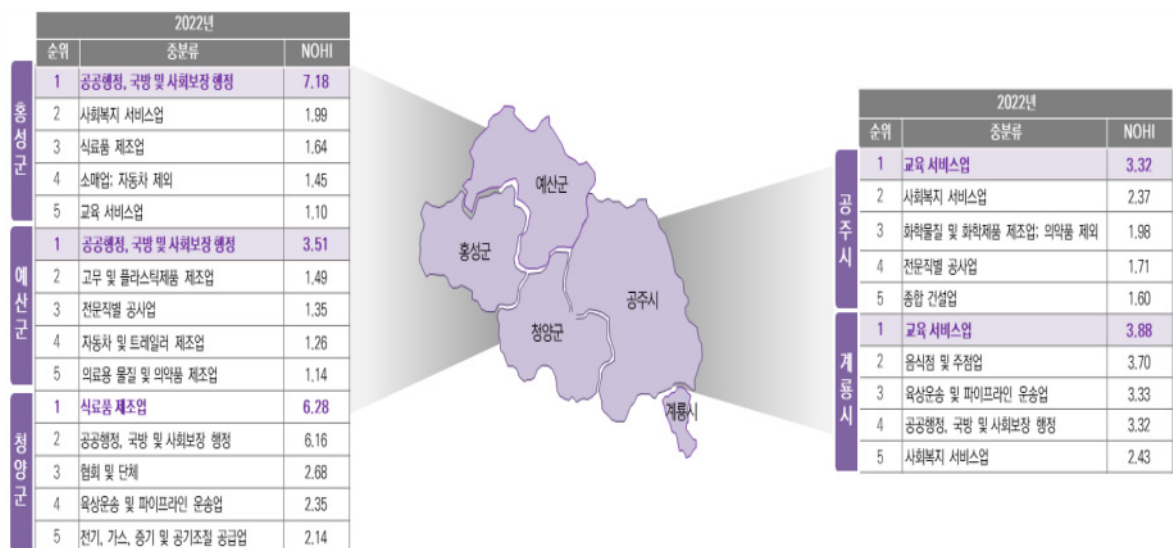 2022년
순위 중분류 NOHI
홍성군
1 공공행정, 국방 및 사회보장 행정 7.18
2 사회복지 서비스업 1.99
3 식료품 제조업 1.64
4 소매업; 자동차 제외 1.45
5 교육 서비스업 1.10
예산군
1 공공행정, 국방 및 사회보장 행정 3.51
2 고무 및 플라스틱제품 제조업 1.49
3 전문직별 공사업 1.35
4 자동차 및 트레일러 제조업 1.26
5 의료용 물질 및 의약품 제조업 1.14
청양군
1 식료품 제조업 6.28
2 공공행정, 국방 및 사회보장 행정 6.16
3 협회 및 단체 2.68
4 육상운송 및 파이프라인 운송업 2.35
5 전기, 가스, 증기 및 공기조절 공급업 2.14
예산군
홍성군
공주시
청양군
계룡시
2022년
순위 중분류 NOHI
공주시
1 교육 서비스업 3.32
2 사회복지 서비스업 2.37
3 화학물질 및 화학제품 제조업; 의약품 제외 1.98
4 전문직별 공사업 1.71
5 종합 건설업 1.60
계룡시
1 교육 서비스업 3.88
2 음식점 및 주점업 3.70
3 육상운송 및 파이프라인 운송업 3.33
4 공공행정, 국방 및 사회보장 행정 3.32
5 사회복지 서비스업 2.43